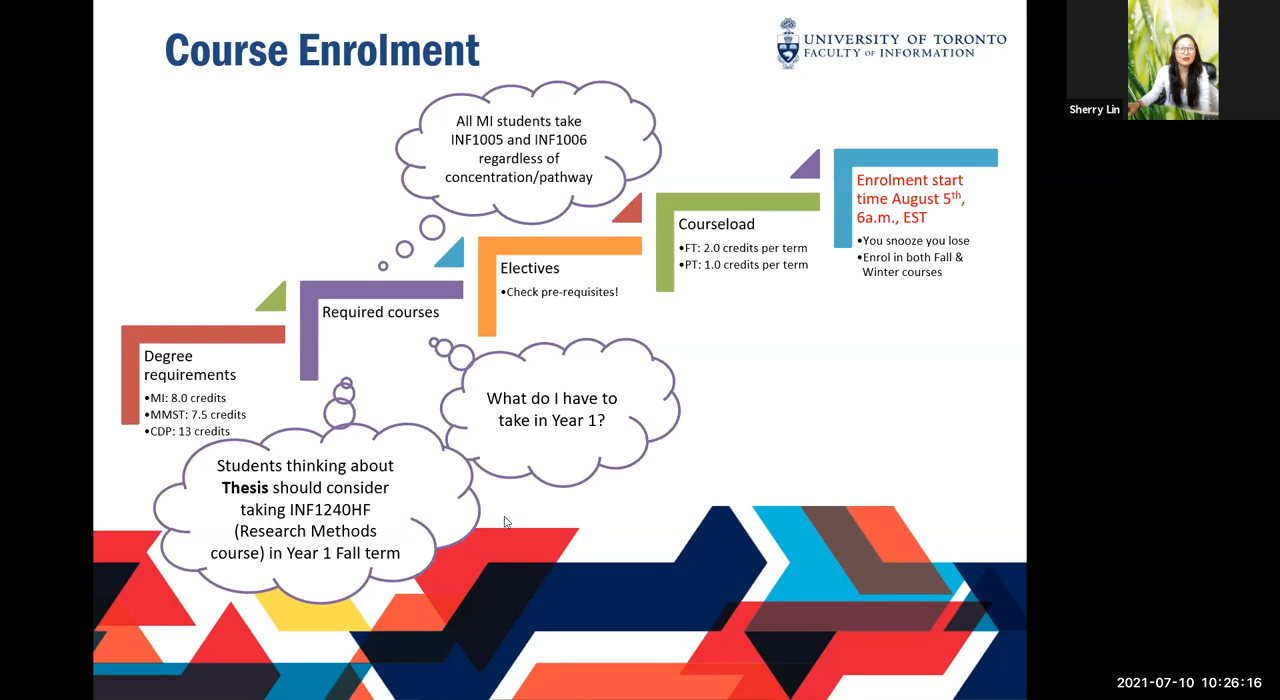 Course Enrolment
UNIVERSITY OF TORONTO
FACULTY OF INFORMATION
Sherry Lin
All MI students take
INF1005 and INF1006
regardless of
concentration/pathway
Enrolment start
time August 5th,
6a.m., EST
•You snooze you lose
•Enrol in both Fall &
Winter courses
Courseload
•FT: 2.0 credits per term
•PT: 1.0 credits per term
Electives
•Check pre-requisites!
Required courses
Degree
requirements
•MI: 8.0 credits
•MMST: 7.5 credits
•CDP: 13 credits
What do I have to
take in Year 1?
Students thinking about
Thesis should consider
taking INF1240HF
(Research Methods
course) in Year 1 Fall term
2021-07-10 10:26:16